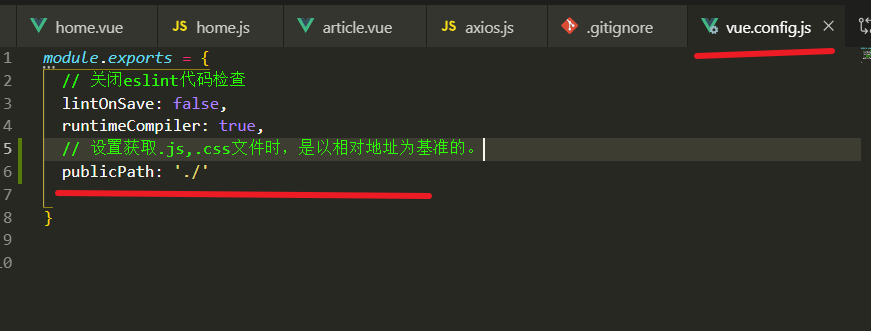 home.vue JS home.js article.vue JS axios.js .gitignore vue.config.js
1 module.exports = {
2 // 关闭eslint代码检查
3 lintOnSave: false,
4 runtimeCompiler: true,
5 // 设置获取.js,.css文件时，是以相对地址为基准的。
6 publicPath: './'
7
8 }
9
10